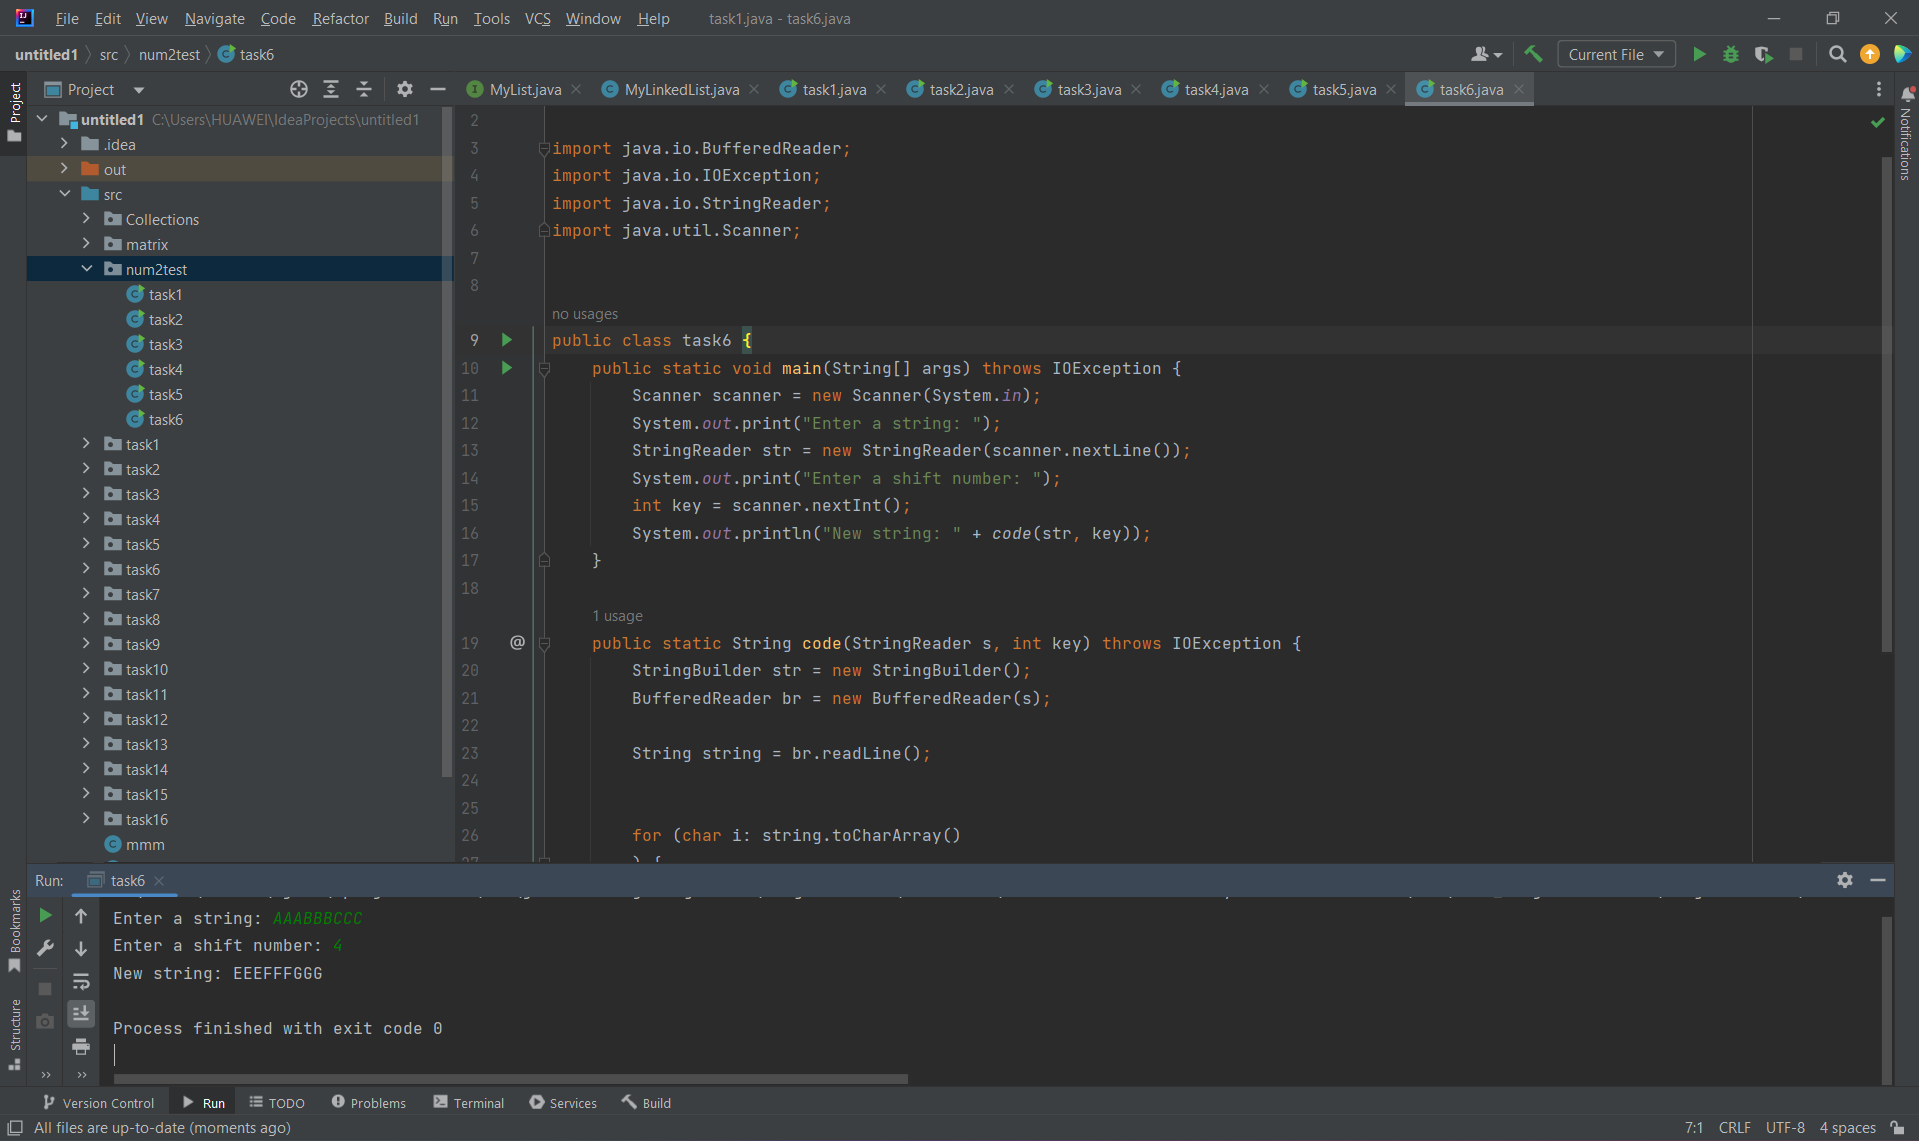 File Edit View Navigate Code Refactor Build Run Tools VCS Window Help task1.java - task6.java
untitled1 src num2test task6 Current File
Project MyList.java MyLinkedList.java task1.java task2.java task3.java task4.java task5.java task6.java
Project
Notifications
untitled1 C:\Users\HUAWEI\IdeaProjects\untitled1
.idea
out
src
Collections
matrix
num2test
task1
task2
task3
task4
task5
task6
task1
task2
task3
task4
task5
task6
task7
task8
task9
task10
task11
task12
task13
task14
task15
task16
mmm
2
3 import java.io.BufferedReader;
4 import java.io.IOException;
5 import java.io.StringReader;
6 import java.util.Scanner;
7
8
no usages
9 public class task6 {
10 public static void main(String[] args) throws IOException {
11 Scanner scanner = new Scanner(System.in);
12 System.out.print("Enter a string: ");
13 StringReader str = new StringReader(scanner.nextLine());
14 System.out.print("Enter a shift number: ");
15 int key = scanner.nextInt();
16 System.out.println("New string: " + code(str, key));
17 }
18
1 usage
19 @ public static String code(StringReader s, int key) throws IOException {
20 StringBuilder str = new StringBuilder();
21 BufferedReader br = new BufferedReader(s);
22
23 String string = br.readLine();
24
25
26 for (char i: string.toCharArray()
27 ) {
Run: task6
Enter a string: AAABBBCCC
Enter a shift number: 4
New string: EEEFFFGGG
Process finished with exit code 0
Bookmarks
Structure
Version Control Run TODO Problems Terminal Services Build
All files are up-to-date (moments ago) 7:1 CRLF UTF-8 4 spaces